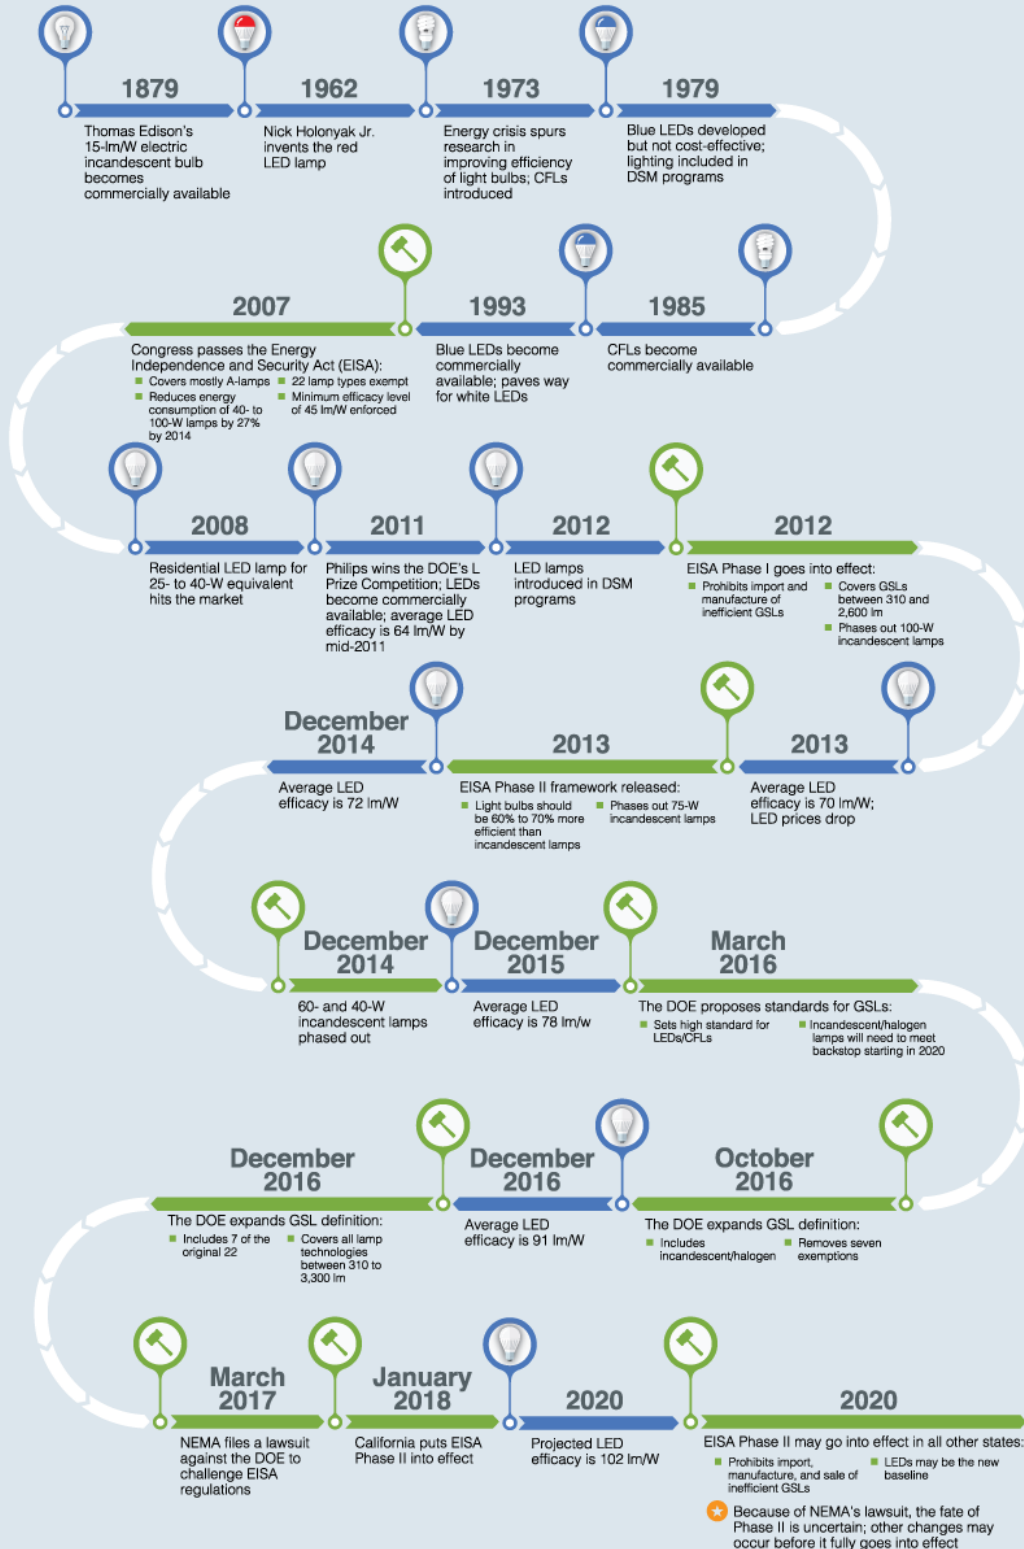 1879
Thomas Edison's
15-lm/W electric
incandescent bulb
becomes
commercially available
1962
Nick Holonyak Jr.
invents the red
LED lamp
1973
Energy crisis spurs
research in
improving efficiency
of light bulbs; CFLs
introduced
1979
Blue LEDs developed
but not cost-effective;
lighting included in
DSM programs
1985
CFLs become
commercially available
1993
Blue LEDs become
commercially
available; paves way
for white LEDs
2007
Congress passes the Energy
Independence and Security Act (EISA):
Covers mostly A-lamps
Reduces energy
consumption of 40- to
100-W lamps by 27%
by 2014
22 lamp types exempt
Minimum efficacy level
of 45 lm/W enforced
2008
Residential LED lamp for
25- to 40-W equivalent
hits the market
2011
Philips wins the DOE's L
Prize Competition; LEDs
become commercially
available; average LED
efficacy is 64 lm/W by
mid-2011
2012
LED lamps
introduced in DSM
programs
2012
EISA Phase I goes into effect:
Prohibits import and
manufacture of
inefficient GSLs
Covers GSLs
between 310 and
2,600 lm
Phases out 100-W
incandescent lamps
2013
Average LED
efficacy is 70 lm/W;
LED prices drop
2013
EISA Phase II framework released:
Light bulbs should
be 60% to 70% more
efficient than
incandescent lamps
Phases out 75-W
incandescent lamps
December
2014
Average LED
efficacy is 72 lm/W
December
2014
60- and 40-W
incandescent lamps
phased out
December
2015
Average LED
efficacy is 78 lm/w
March
2016
The DOE proposes standards for GSLs:
Sets high standard for
LEDs/CFLs
Incandescent/halogen
lamps will need to meet
backstop starting in 2020
October
2016
The DOE expands GSL definition:
Includes
incandescent/halogen
Removes seven
exemptions
December
2016
Average LED
efficacy is 91 lm/W
December
2016
The DOE expands GSL definition:
Includes 7 of the
original 22
Covers all lamp
technologies
between 310 to
3,300 lm
March
2017
NEMA files a lawsuit
against the DOE to
challenge EISA
regulations
January
2018
California puts EISA
Phase II into effect
2020
Projected LED
efficacy is 102 lm/W
2020
EISA Phase II may go into effect in all other states:
Prohibits import,
manufacture, and sale of
inefficient GSLs
LEDs may be the new
baseline
Because of NEMA's lawsuit, the fate of
Phase II is uncertain; other changes may
occur before it fully goes into effect